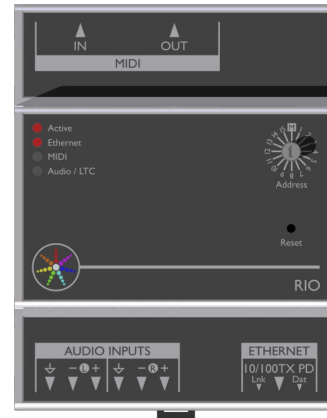 IN OUT
MIDI
Active
Ethernet
MIDI
Audio / LTC
Address
Reset
RIO
AUDIO INPUTS
- L + - R +
ETHERNET
10/100TX PD
Lnk Dat